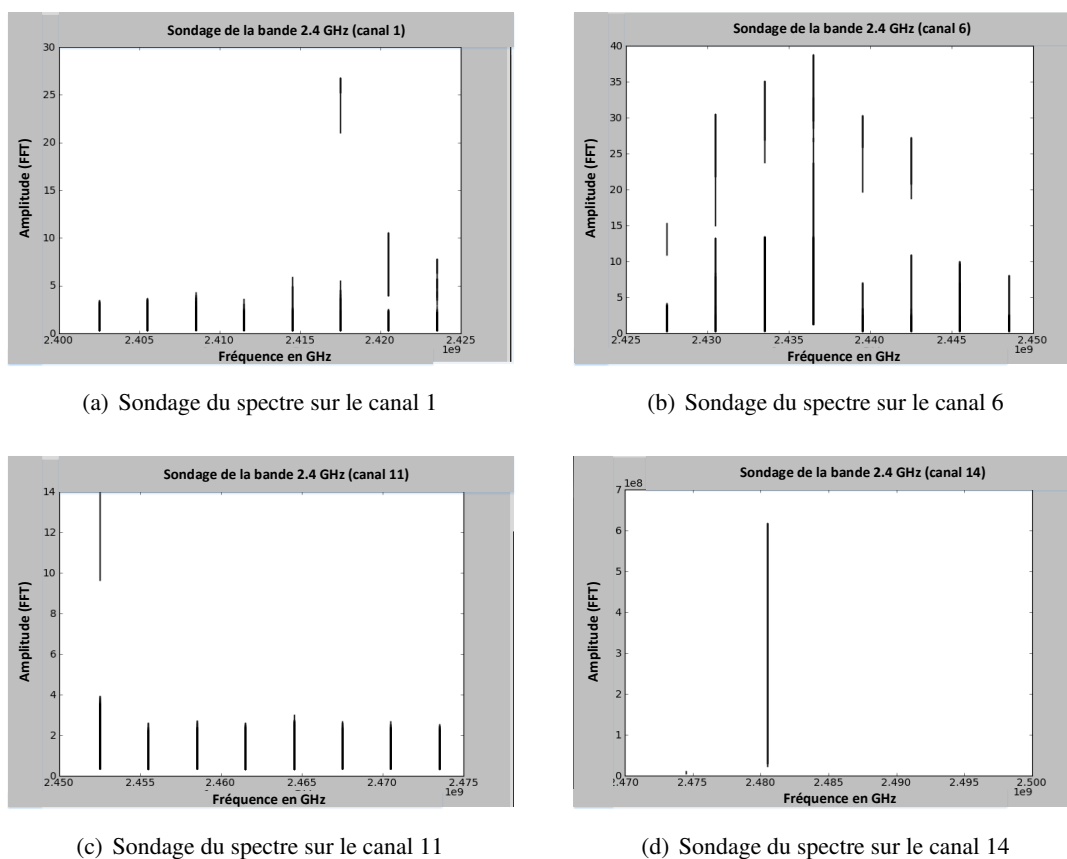 Sondage de la bande 2.4 GHz (canal 1)
30
25
20
15
10
5
0
Amplitude (FFT)
2.400 2.405 2.410 2.415 2.420 2.425
1e9
Fréquence en GHz
(a) Sondage du spectre sur le canal 1
Sondage de la bande 2.4 GHz (canal 6)
40
35
30
25
20
15
10
5
0
Amplitude (FFT)
2.425 2.430 2.435 2.440 2.445 2.450
1e9
Fréquence en GHz
(b) Sondage du spectre sur le canal 6
Sondage de la bande 2.4 GHz (canal 11)
14
12
10
8
6
4
2
0
Amplitude (FFT)
2.450 2.455 2.460 2.465 2.470 2.475
1e9
Fréquence en GHz
(c) Sondage du spectre sur le canal 11
Sondage de la bande 2.4 GHz (canal 14)
1e8
7
6
5
4
3
2
1
0
Amplitude (FFT)
2.470 2.475 2.480 2.485 2.490 2.495 2.500
1e9
Fréquence en GHz
(d) Sondage du spectre sur le canal 14